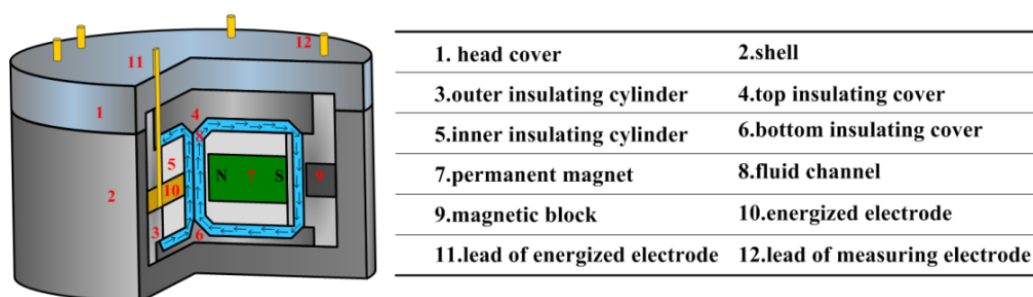 11
12
1
4
8
5
N 7 S
9
10
2
3
6
1. head cover 2.shell
3.outer insulating cylinder 4.top insulating cover
5.inner insulating cylinder 6.bottom insulating cover
7.permanent magnet 8.fluid channel
9.magnetic block 10.energized electrode
11.lead of energized electrode 12.lead of measuring electrode